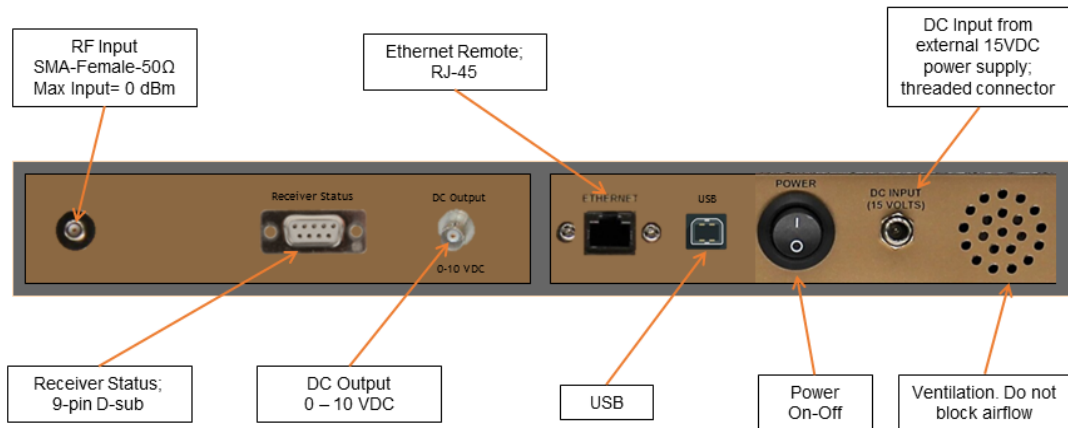 RF Input
SMA-Female-50Ω
Max Input= 0 dBm
Ethernet Remote;
RJ-45
DC Input from
external 15VDC
power supply;
threaded connector
Receiver Status
DC Output
0-10 VDC
ETHERNET
USB
POWER
I
O
DC INPUT
(15 VOLTS)
Receiver Status;
9-pin D-sub
DC Output
0 – 10 VDC
USB
Power
On-Off
Ventilation. Do not
block airflow